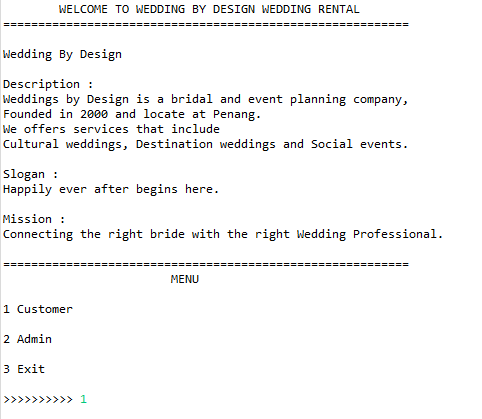 WELCOME TO WEDDING BY DESIGN WEDDING RENTAL
==========================================================
Wedding By Design
Description :
Weddings by Design is a bridal and event planning company,
Founded in 2000 and locate at Penang.
We offers services that include
Cultural weddings, Destination weddings and Social events.
Slogan :
Happily ever after begins here.
Mission :
Connecting the right bride with the right Wedding Professional.
==========================================================
MENU
1 Customer
2 Admin
3 Exit
>>>>>>>>>> 1